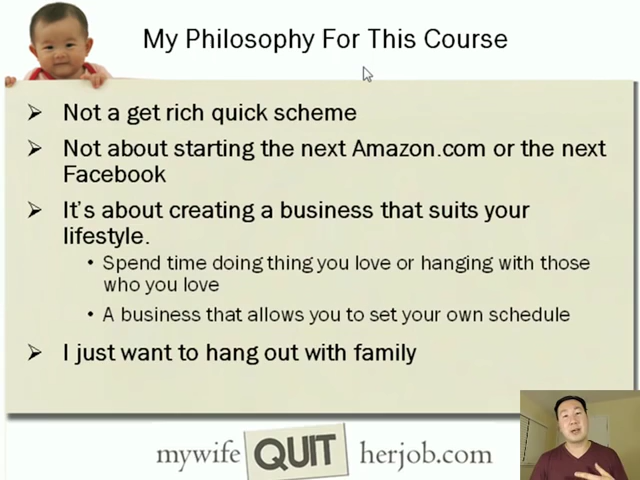 My Philosophy For This Course
Not a get rich quick scheme
Not about starting the next Amazon.com or the next
Facebook
It's about creating a business that suits your
lifestyle.
Spend time doing thing you love or hanging with those
who you love
A business that allows you to set your own schedule
I just want to hang out with family
mywife QUIT herjob.com